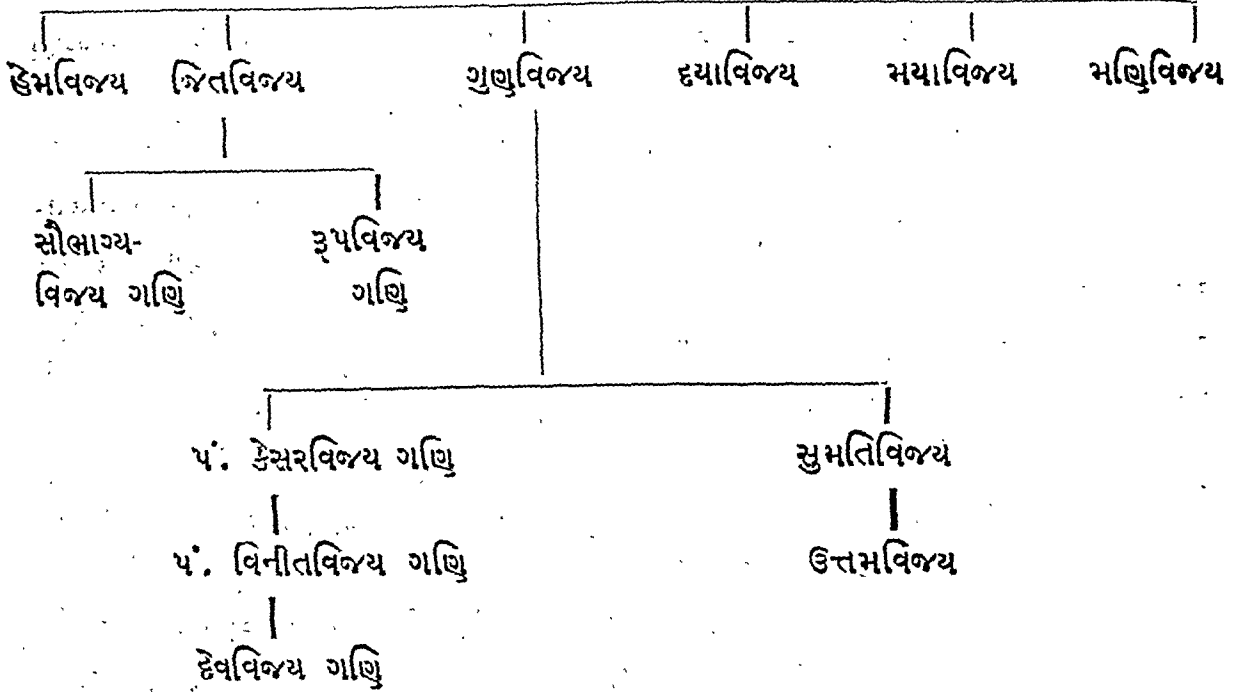 હેમવિજય જિતવિજય ગુણવિજય દયાવિજય મયાવિજય મણિવિજય
સૌભાગ્ય- રૂપવિજય
વિજય ગણિ ગણિ
પં. કેસરવિજય ગણિ સુમતિવિજય
પં. વિનીતવિજય ગણિ ઉત્તમવિજય
દેવવિજય ગણિ